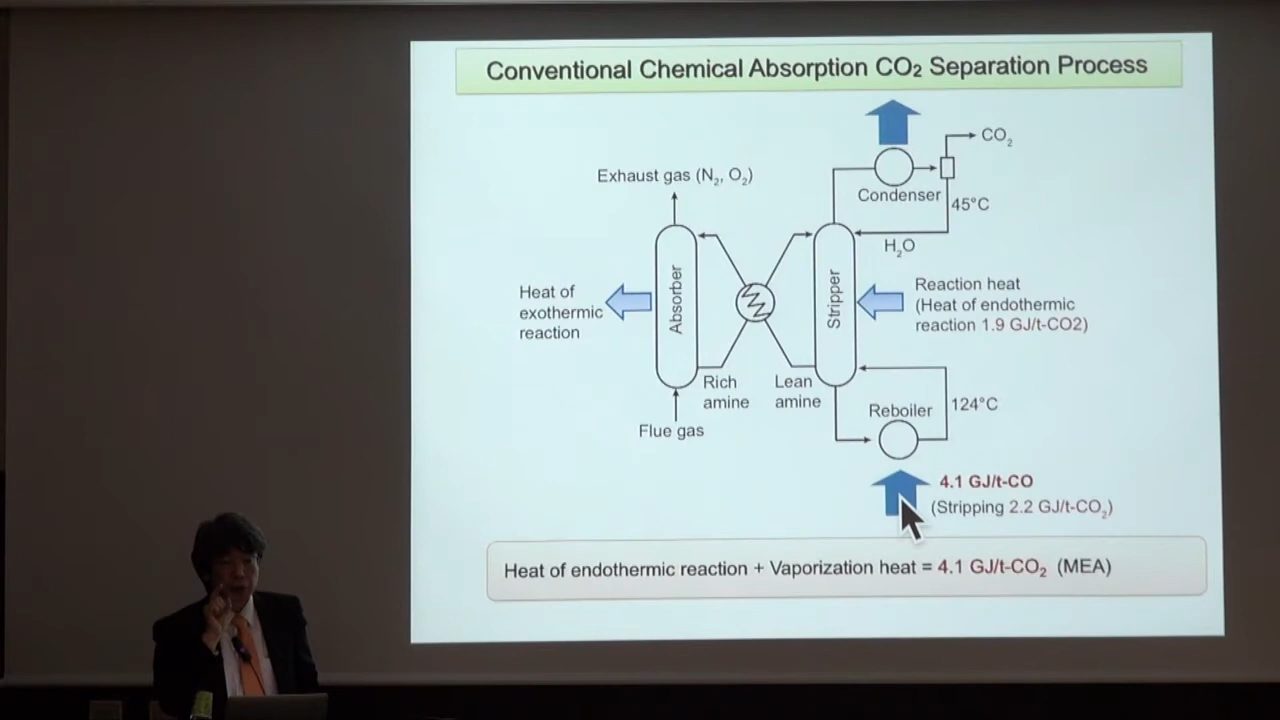 Conventional Chemical Absorption CO₂ Separation Process
CO₂
Exhaust gas (N₂, O₂)
Condenser
45°C
H₂O
Absorber
Stripper
Heat of
exothermic
reaction
Reaction heat
(Heat of endothermic
reaction 1.9 GJ/t-CO2)
Rich
amine
Lean
amine
Reboiler
124°C
Flue gas
4.1 GJ/t-CO
(Stripping 2.2 GJ/t-CO₂)
Heat of endothermic reaction + Vaporization heat = 4.1 GJ/t-CO₂ (MEA)